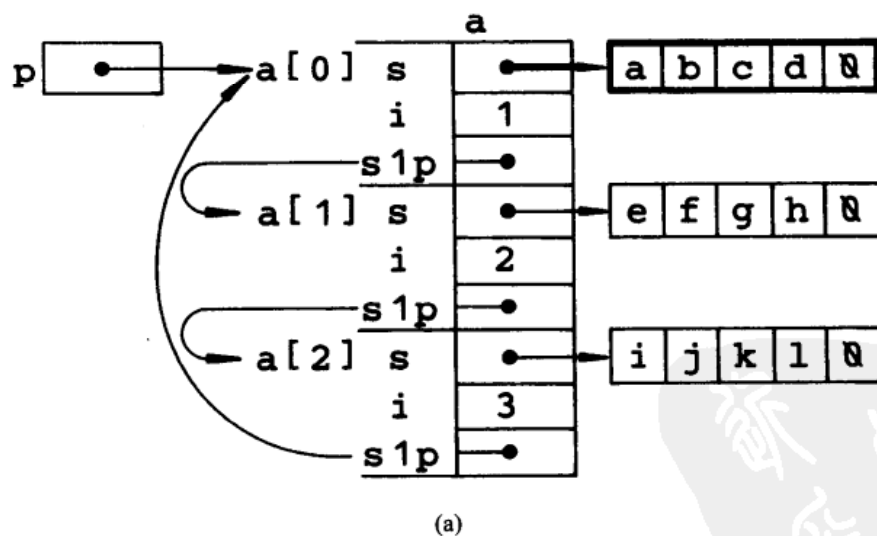 a
p a[0] s a b c d \0
i 1
s1p
a[1] s e f g h \0
i 2
s1p
a[2] s i j k l \0
i 3
s1p
(a)